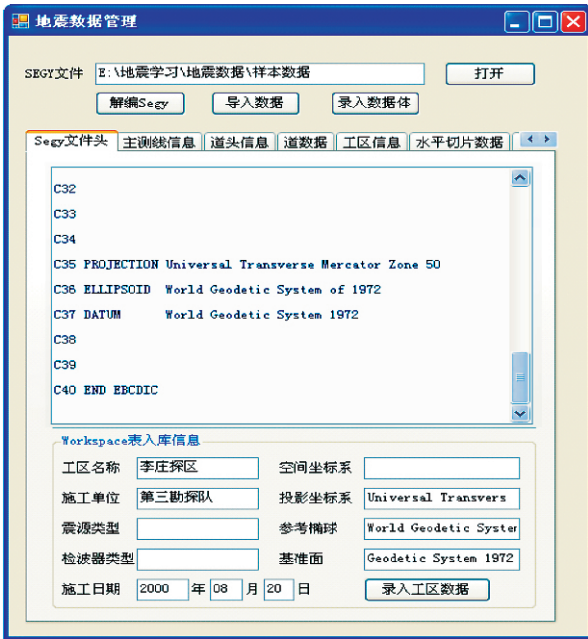 地震数据管理
SEGY文件 E:\地震学习\地震数据\样本数据 打开
解编Segy 导入数据 录入数据体
Segy文件头 主测线信息 道头信息 道数据 工区信息 水平切片数据
C32
C33
C34
C35 PROJECTION Universal Transverse Mercator Zone 50
C36 ELLIPSOID World Geodetic System of 1972
C37 DATUM World Geodetic System 1972
C38
C39
C40 END EBCDIC
Workspace表入库信息
工区名称 李庄探区 空间坐标系
施工单位 第三勘探队 投影坐标系 Universal Transvers
震源类型 参考椭球 World Geodetic Syster
检波器类型 基准面 Geodetic System 1972
施工日期 2000 年 08 月 20 日 录入工区数据